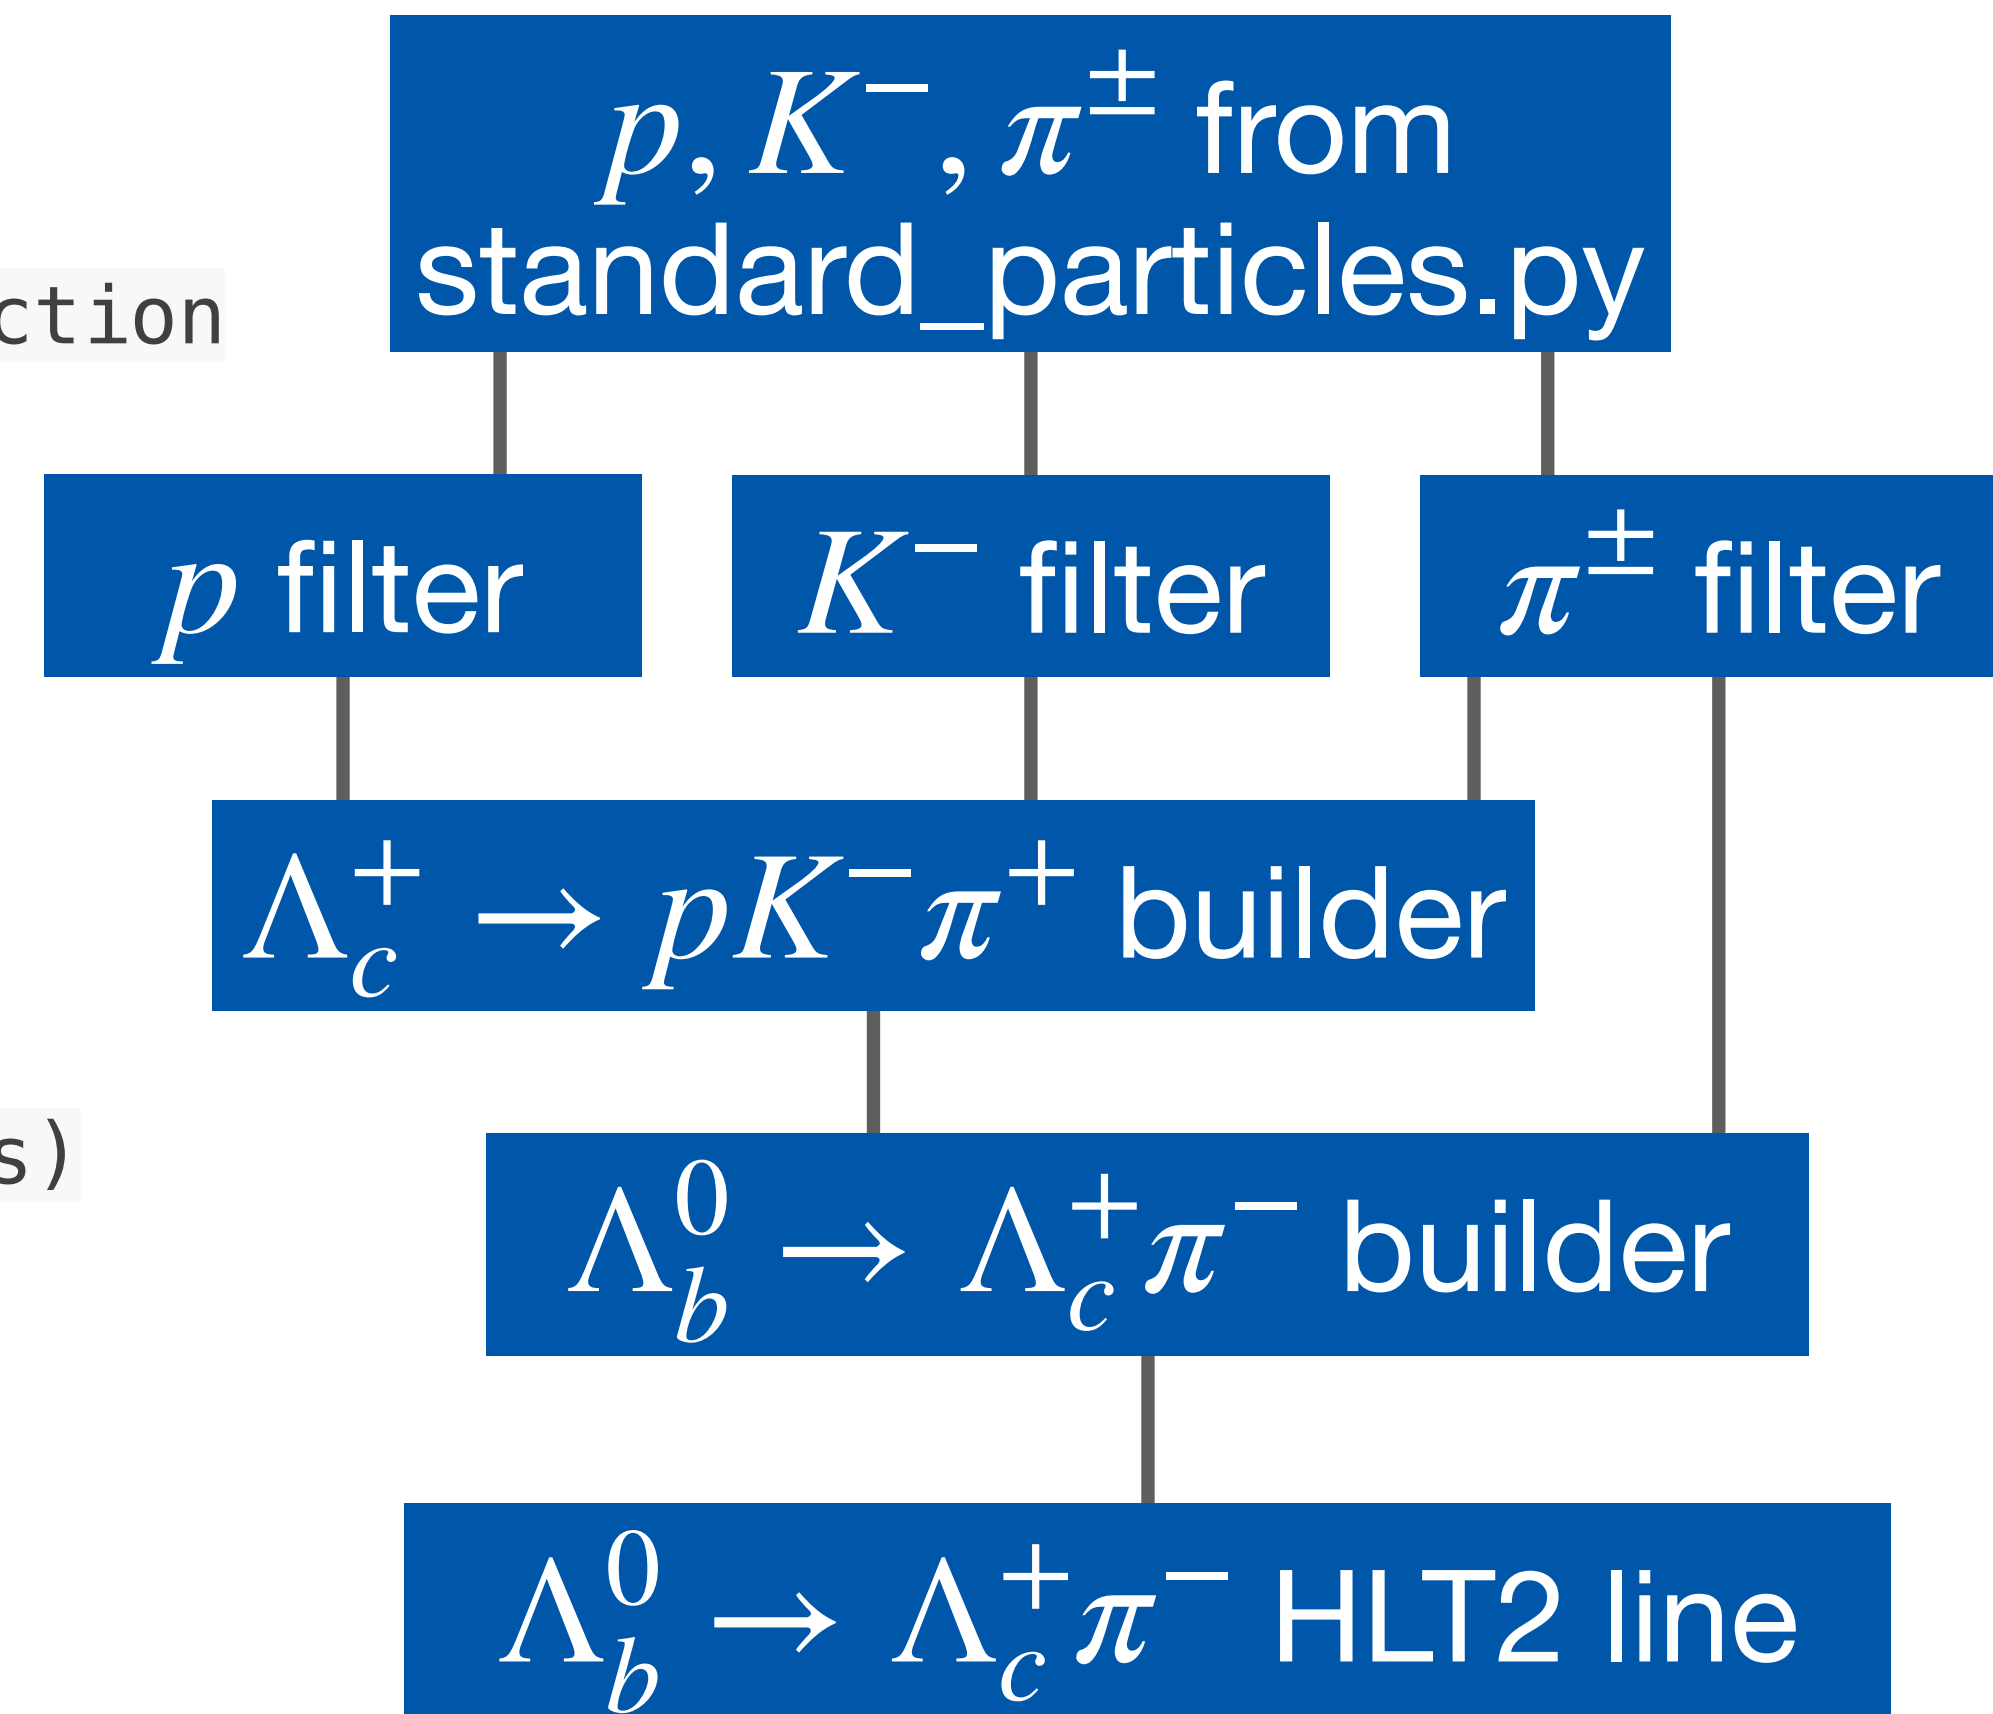 p, K⁻, π± from
standard_particles.py
ction
p filter
K⁻ filter
π± filter
Λc⁺ → pK⁻π⁺ builder
s)
Λb⁰ → Λc⁺π⁻ builder
Λb⁰ → Λc⁺π⁻ HLT2 line